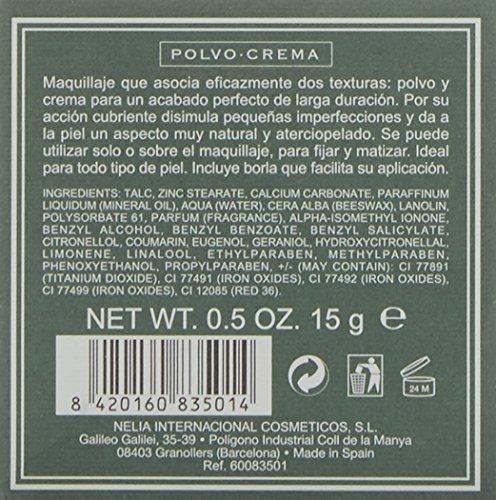 POLVO·CREMA
Maquillaje que asocia eficazmente dos texturas: polvo y
crema para un acabado perfecto de larga duración. Por su
acción cubriente disimula pequeñas imperfecciones y da a
la piel un aspecto muy natural y aterciopelado. Se puede
utilizar solo o sobre el maquillaje, para fijar y matizar. Ideal
para todo tipo de piel. Incluye borla que facilita su aplicación.
INGREDIENTS: TALC, ZINC STEARATE, CALCIUM CARBONATE, PARAFFINUM
LIQUIDUM (MINERAL OIL), AQUA (WATER), CERA ALBA (BEESWAX), LANOLIN,
POLYSORBATE 61, PARFUM (FRAGRANCE), ALPHA-ISOMETHYL IONONE,
BENZYL ALCOHOL, BENZYL BENZOATE, BENZYL SALICYLATE,
CITRONELLOL, COUMARIN, EUGENOL, GERANIOL, HYDROXYCITRONELLAL,
LIMONENE, LINALOOL, ETHYLPARABEN, METHYLPARABEN,
PHENOXYETHANOL, PROPYLPARABEN, +/- (MAY CONTAIN): CI 77891
(TITANIUM DIOXIDE), CI 77491 (IRON OXIDES), CI 77492 (IRON OXIDES),
CI 77499 (IRON OXIDES), CI 12085 (RED 36).
NET WT. 0.5 OZ. 15 g ℮
8 420160 835014
24 M
NELIA INTERNACIONAL COSMETICOS, S.L.
Galileo Galilei, 35-39 • Poligono Industrial Coll de la Manya
08403 Granollers (Barcelona) • Made in Spain
Ref. 60083501